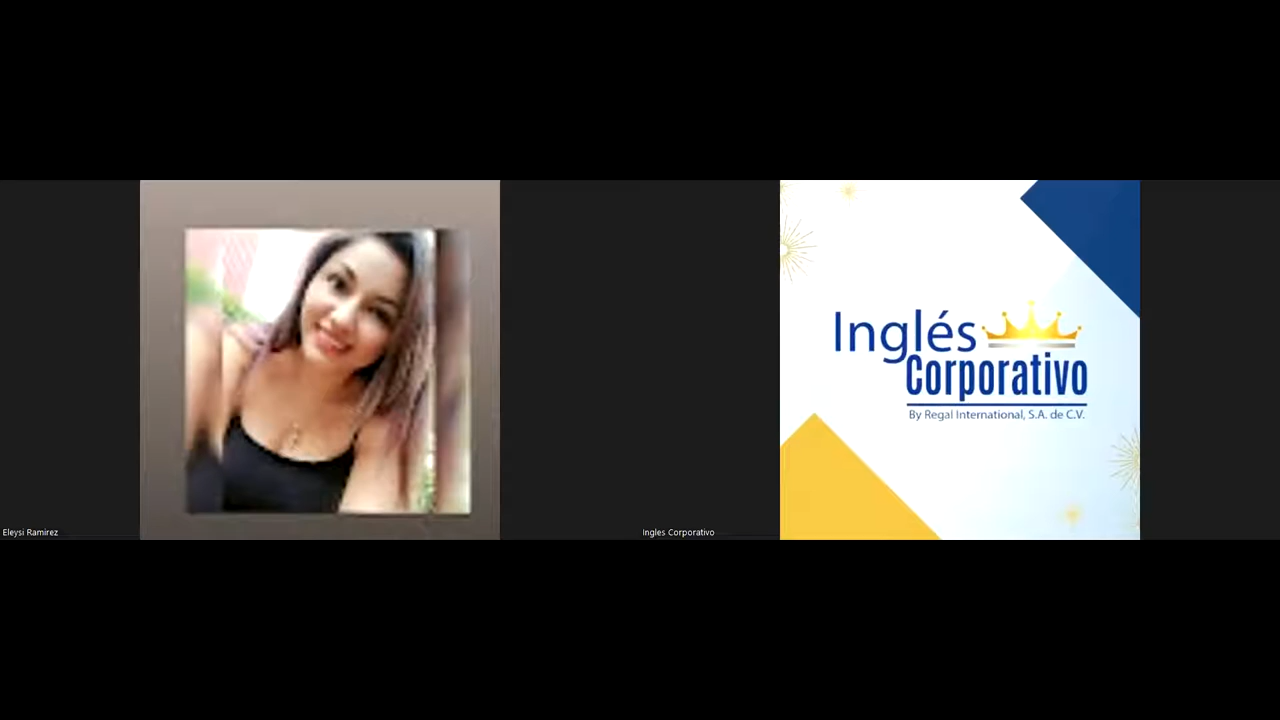 Inglés
Corporativo
By Regal International, S.A. de C.V.
Eleysi Ramirez
Ingles Corporativo